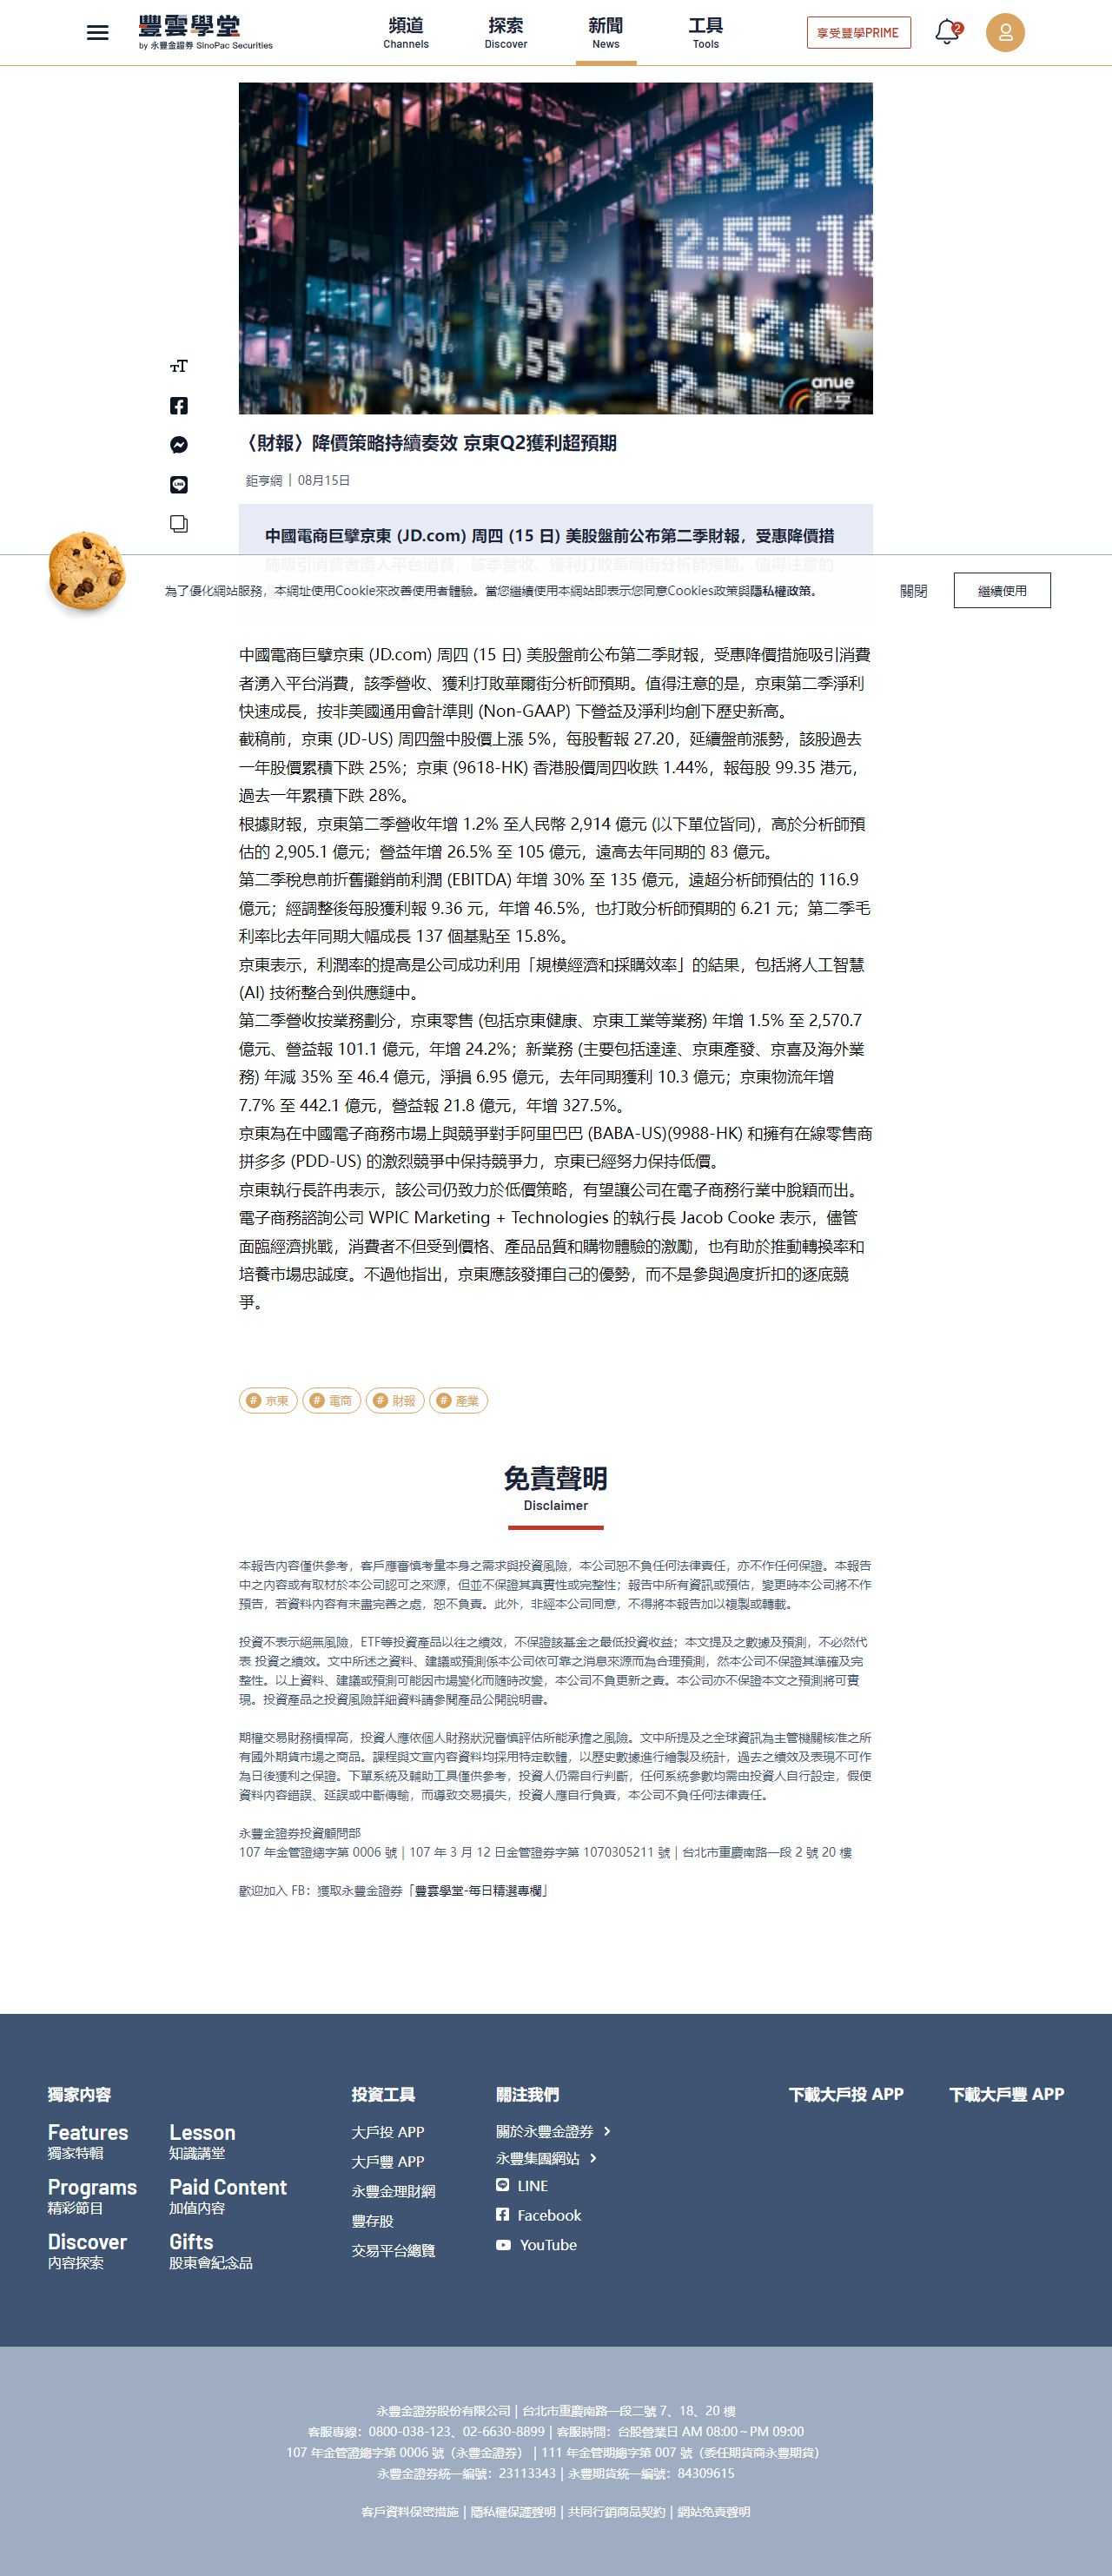 豐雲學堂
by 永豐金證券 SinoPac Securities
頻道
Channels
探索
Discover
新聞
News
工具
Tools
享受豐學PRIME
2
12:55:10
12:42:0
-0.56
0.55
anue
鉅亨
〈財報〉降價策略持續奏效 京東Q2獲利超預期
鉅亨網 | 08月15日
中國電商巨擘京東 (JD.com) 周四 (15 日) 美股盤前公布第二季財報，受惠降價措
為了優化網站服務，本網址使用Cookie來改善使用者體驗。當您繼續使用本網站即表示您同意Cookies政策與隱私權政策。
關閉
繼續使用
中國電商巨擘京東 (JD.com) 周四 (15 日) 美股盤前公布第二季財報，受惠降價措施吸引消費
者湧入平台消費，該季營收、獲利打敗華爾街分析師預期。值得注意的是，京東第二季淨利
快速成長，按非美國通用會計準則 (Non-GAAP) 下營益及淨利均創下歷史新高。
截稿前，京東 (JD-US) 周四盤中股價上漲 5%，每股暫報 27.20，延續盤前漲勢，該股過去
一年股價累積下跌 25%；京東 (9618-HK) 香港股價周四收跌 1.44%，報每股 99.35 港元，
過去一年累積下跌 28%。
根據財報，京東第二季營收年增 1.2% 至人民幣 2,914 億元 (以下單位皆同)，高於分析師預
估的 2,905.1 億元；營益年增 26.5% 至 105 億元，遠高去年同期的 83 億元。
第二季稅息前折舊攤銷前利潤 (EBITDA) 年增 30% 至 135 億元，遠超分析師預估的 116.9
億元；經調整後每股獲利報 9.36 元，年增 46.5%，也打敗分析師預期的 6.21 元；第二季毛
利率比去年同期大幅成長 137 個基點至 15.8%。
京東表示，利潤率的提高是公司成功利用「規模經濟和採購效率」的結果，包括將人工智慧
(AI) 技術整合到供應鏈中。
第二季營收按業務劃分，京東零售 (包括京東健康、京東工業等業務) 年增 1.5% 至 2,570.7
億元、營益報 101.1 億元，年增 24.2%；新業務 (主要包括達達、京東產發、京喜及海外業
務) 年減 35% 至 46.4 億元，淨損 6.95 億元，去年同期獲利 10.3 億元；京東物流年增
7.7% 至 442.1 億元，營益報 21.8 億元，年增 327.5%。
京東為在中國電子商務市場上與競爭對手阿里巴巴 (BABA-US)(9988-HK) 和擁有在線零售商
拼多多 (PDD-US) 的激烈競爭中保持競爭力，京東已經努力保持低價。
京東執行長許冉表示，該公司仍致力於低價策略，有望讓公司在電子商務行業中脫穎而出。
電子商務諮詢公司 WPIC Marketing + Technologies 的執行長 Jacob Cooke 表示，儘管
面臨經濟挑戰，消費者不但受到價格、產品品質和購物體驗的激勵，也有助於推動轉換率和
培養市場忠誠度。不過他指出，京東應該發揮自己的優勢，而不是參與過度折扣的逐底競
爭。
# 京東 # 電商 # 財報 # 產業
免責聲明
Disclaimer
本報告內容僅供參考，客戶應審慎考量本身之需求與投資風險，本公司恕不負任何法律責任，亦不作任何保證。本報告
中之內容或有取材於本公司認可之來源，但並不保證其真實性或完整性；報告中所有資訊或預估，變更時本公司將不作
預告，若資料內容有未盡完善之處，恕不負責。此外，非經本公司同意，不得將本報告加以複製或轉載。
投資不表示絕無風險，ETF等投資產品以往之績效，不保證該基金之最低投資收益；本文提及之數據及預測，不必然代
表 投資之績效。文中所述之資料、建議或預測係本公司依可靠之消息來源而為合理預測，然本公司不保證其準確及完
整性。以上資料、建議或預測可能因市場變化而隨時改變，本公司不負更新之責。本公司亦不保證本文之預測將可實
現。投資產品之投資風險詳細資料請參閱產品公開說明書。
期權交易財務槓桿高，投資人應依個人財務狀況審慎評估所能承擔之風險。文中所提及之全球資訊為主管機關核准之所
有國外期貨市場之商品。課程與文宣內容資料均採用特定軟體，以歷史數據進行繪製及統計，過去之績效及表現不可作
為日後獲利之保證。下單系統及輔助工具僅供參考，投資人仍需自行判斷，任何系統參數均需由投資人自行設定，假使
資料內容錯誤、延誤或中斷傳輸，而導致交易損失，投資人應自行負責，本公司不負任何法律責任。
永豐金證券投資顧問部
107 年金管證總字第 0006 號 | 107 年 3 月 12 日金管證券字第 1070305211 號 | 台北市重慶南路一段 2 號 20 樓
歡迎加入 FB：獲取永豐金證券「豐雲學堂-每日精選專欄」
獨家內容
Features
獨家特輯
Lesson
知識講堂
Programs
精彩節目
Paid Content
加值內容
Discover
內容探索
Gifts
股東會紀念品
投資工具
大戶投 APP
大戶豐 APP
永豐金理財網
豐存股
交易平台總覽
關注我們
關於永豐金證券
永豐集團網站
LINE
Facebook
YouTube
下載大戶投 APP
下載大戶豐 APP
永豐金證券股份有限公司 | 台北市重慶南路一段二號 7、18、20 樓
客服專線：0800-038-123、02-6630-8899 | 客服時間：台股營業日 AM 08:00～PM 09:00
107 年金管證總字第 0006 號（永豐金證券） | 111 年金管期總字第 007 號（委任期貨商永豐期貨）
永豐金證券統一編號：23113343 | 永豐期貨統一編號：84309615
客戶資料保密措施 | 隱私權保護聲明 | 共同行銷商品契約 | 網站免責聲明